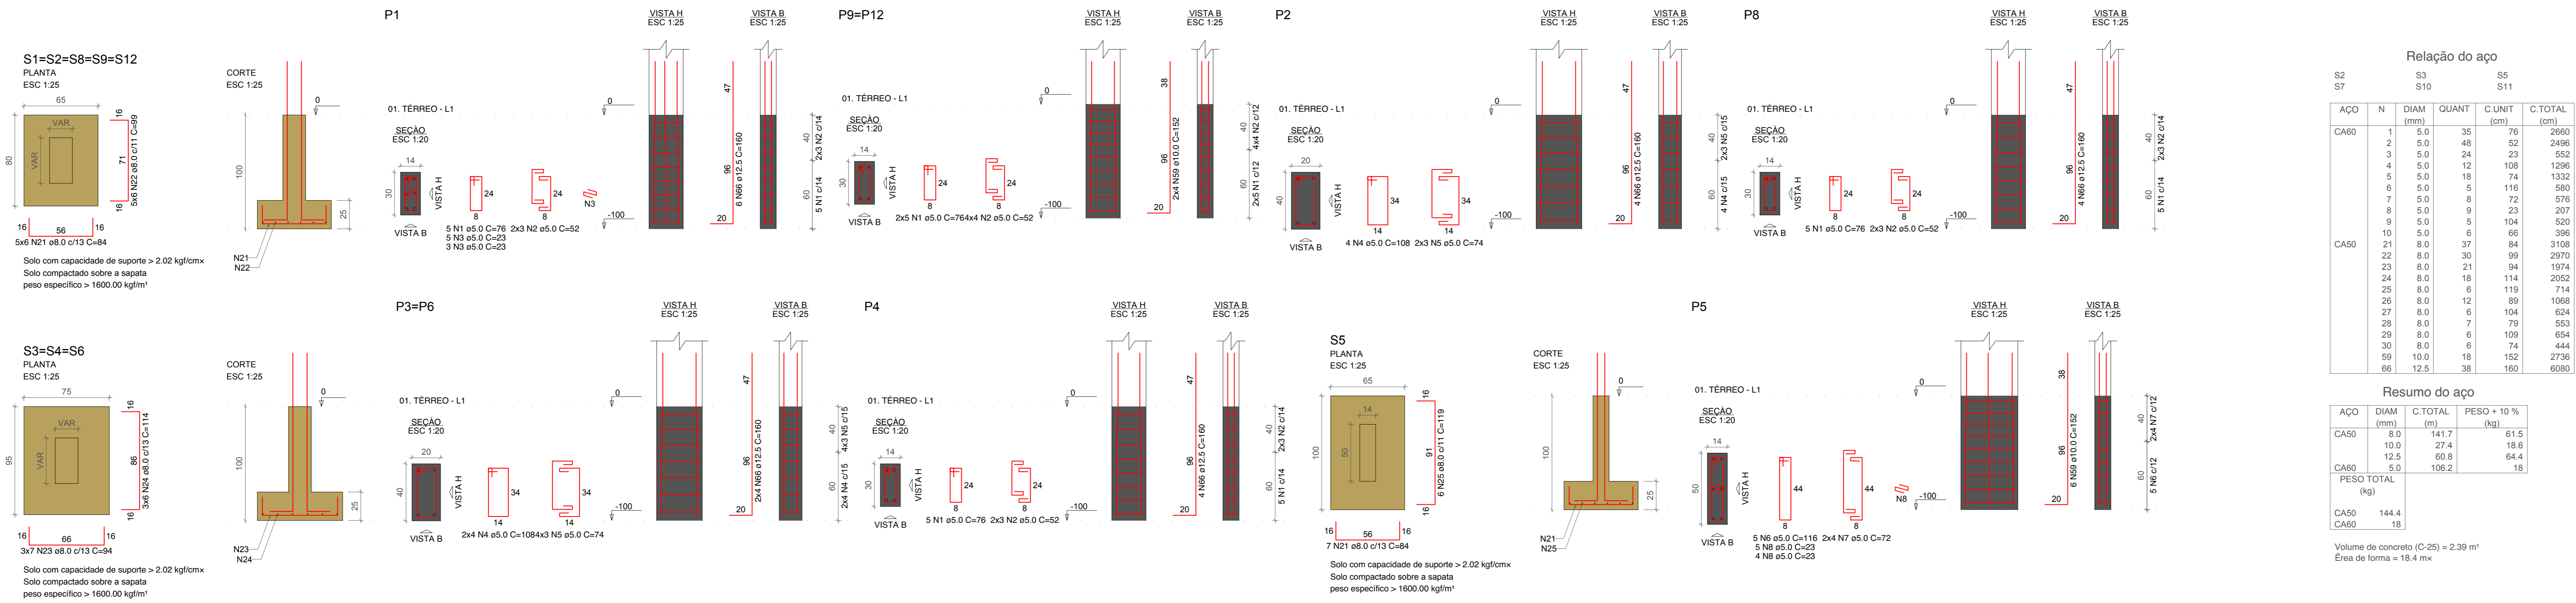 S1=S2=S8=S9=S12
PLANTA
ESC 1:25
65
80
VAR
VAR
16
71
16
5x6 N22 ø8.0 c/11 C=99
16
56
16
5x6 N21 ø8.0 c/13 C=84
Solo com capacidade de suporte > 2.02 kgf/cm×
Solo compactado sobre a sapata
peso específico > 1600.00 kgf/m¹
CORTE
ESC 1:25
0
100
25
N21
N22
P1
01. TÉRREO - L1
SEÇÃO
ESC 1:20
14
30
VISTA H
VISTA B
24
8
24
8
N3
5 N1 ø5.0 C=76
2x3 N2 ø5.0 C=52
5 N3 ø5.0 C=23
3 N3 ø5.0 C=23
VISTA H
ESC 1:25
0
-100
47
96
20
6 N66 ø12.5 C=160
VISTA B
ESC 1:25
40
60
2x3 N2 c/14
5 N1 c/14
P9=P12
01. TÉRREO - L1
SEÇÃO
ESC 1:20
14
30
VISTA H
VISTA B
24
8
24
8
2x5 N1 ø5.0 C=764x4 N2 ø5.0 C=52
VISTA H
ESC 1:25
0
-100
38
96
20
2x4 N59 ø10.0 C=152
VISTA B
ESC 1:25
40
60
4x4 N2 c/12
2x5 N1 c/12
P2
01. TÉRREO - L1
SEÇÃO
ESC 1:20
20
40
VISTA H
VISTA B
34
14
34
14
4 N4 ø5.0 C=108
2x3 N5 ø5.0 C=74
VISTA H
ESC 1:25
0
-100
47
96
20
4 N66 ø12.5 C=160
VISTA B
ESC 1:25
40
60
2x3 N5 c/15
4 N4 c/15
P8
01. TÉRREO - L1
SEÇÃO
ESC 1:20
14
30
VISTA H
VISTA B
24
8
24
8
5 N1 ø5.0 C=76
2x3 N2 ø5.0 C=52
VISTA H
ESC 1:25
0
-100
47
96
20
4 N66 ø12.5 C=160
VISTA B
ESC 1:25
40
60
2x3 N2 c/14
5 N1 c/14
S3=S4=S6
PLANTA
ESC 1:25
75
95
VAR
VAR
16
86
16
3x6 N24 ø8.0 c/13 C=114
16
66
16
3x7 N23 ø8.0 c/13 C=94
Solo com capacidade de suporte > 2.02 kgf/cm×
Solo compactado sobre a sapata
peso específico > 1600.00 kgf/m¹
CORTE
ESC 1:25
0
100
25
N23
N24
P3=P6
01. TÉRREO - L1
SEÇÃO
ESC 1:20
20
40
VISTA H
VISTA B
34
14
34
14
2x4 N4 ø5.0 C=1084x3 N5 ø5.0 C=74
VISTA H
ESC 1:25
0
-100
47
96
20
2x4 N66 ø12.5 C=160
VISTA B
ESC 1:25
40
60
4x3 N5 c/15
2x4 N4 c/15
P4
01. TÉRREO - L1
SEÇÃO
ESC 1:20
14
30
VISTA H
VISTA B
24
8
24
8
5 N1 ø5.0 C=76
2x3 N2 ø5.0 C=52
VISTA H
ESC 1:25
0
-100
47
96
20
4 N66 ø12.5 C=160
VISTA B
ESC 1:25
40
60
2x3 N2 c/14
5 N1 c/14
S5
PLANTA
ESC 1:25
65
100
14
50
16
91
16
6 N25 ø8.0 c/11 C=119
16
56
16
7 N21 ø8.0 c/13 C=84
Solo com capacidade de suporte > 2.02 kgf/cm×
Solo compactado sobre a sapata
peso específico > 1600.00 kgf/m¹
CORTE
ESC 1:25
0
100
25
N21
N25
P5
01. TÉRREO - L1
SEÇÃO
ESC 1:20
14
50
VISTA H
VISTA B
44
8
44
8
N8
5 N6 ø5.0 C=116
2x4 N7 ø5.0 C=72
5 N8 ø5.0 C=23
4 N8 ø5.0 C=23
VISTA H
ESC 1:25
0
-100
38
96
20
6 N59 ø10.0 C=152
VISTA B
ESC 1:25
40
60
2x4 N7 c/12
5 N6 c/12
Relação do aço
S2 S3 S5
S7 S10 S11
AÇO N DIAM QUANT C.UNIT C.TOTAL
(mm) (cm) (cm)
CA60 1 5.0 35 76 2660
2 5.0 48 52 2496
3 5.0 24 23 552
4 5.0 12 108 1296
5 5.0 18 74 1332
6 5.0 5 116 580
7 5.0 8 72 576
8 5.0 9 23 207
9 5.0 5 104 520
10 5.0 6 66 396
CA50 21 8.0 37 84 3108
22 8.0 30 99 2970
23 8.0 21 94 1974
24 8.0 18 114 2052
25 8.0 6 119 714
26 8.0 12 89 1068
27 8.0 6 104 624
28 8.0 7 79 553
29 8.0 6 109 654
30 8.0 6 74 444
59 10.0 18 152 2736
66 12.5 38 160 6080
Resumo do aço
AÇO DIAM C.TOTAL PESO + 10 %
(mm) (m) (kg)
CA50 8.0 141.7 61.5
10.0 27.4 18.6
12.5 60.8 64.4
CA60 5.0 106.2 18
PESO TOTAL
(kg)
CA50 144.4
CA60 18
Volume de concreto (C-25) = 2.39 m¹
Êrea de forma = 18.4 m×